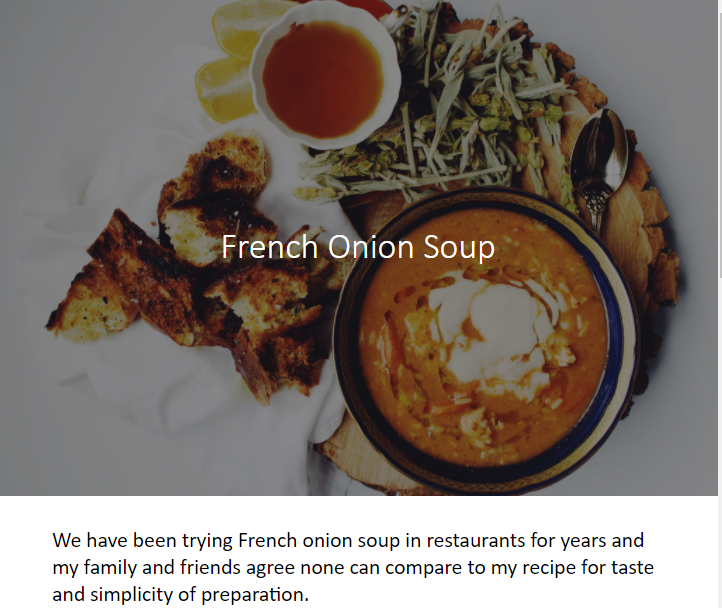 French Onion Soup
We have been trying French onion soup in restaurants for years and
my family and friends agree none can compare to my recipe for taste
and simplicity of preparation.